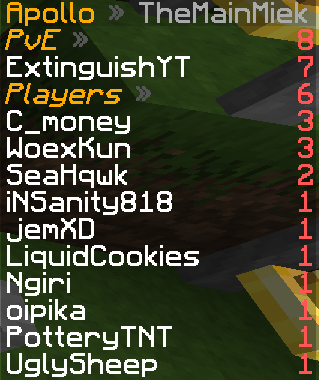 Apollo » TheMainMiek
PvE » 8
ExtinguishYT 7
Players » 6
C_money 3
WoexKun 3
SeaHqwk 2
iNSanity818 1
jemXD 1
LiquidCookies 1
Ngiri 1
oipika 1
PotteryTNT 1
UglySheep 1